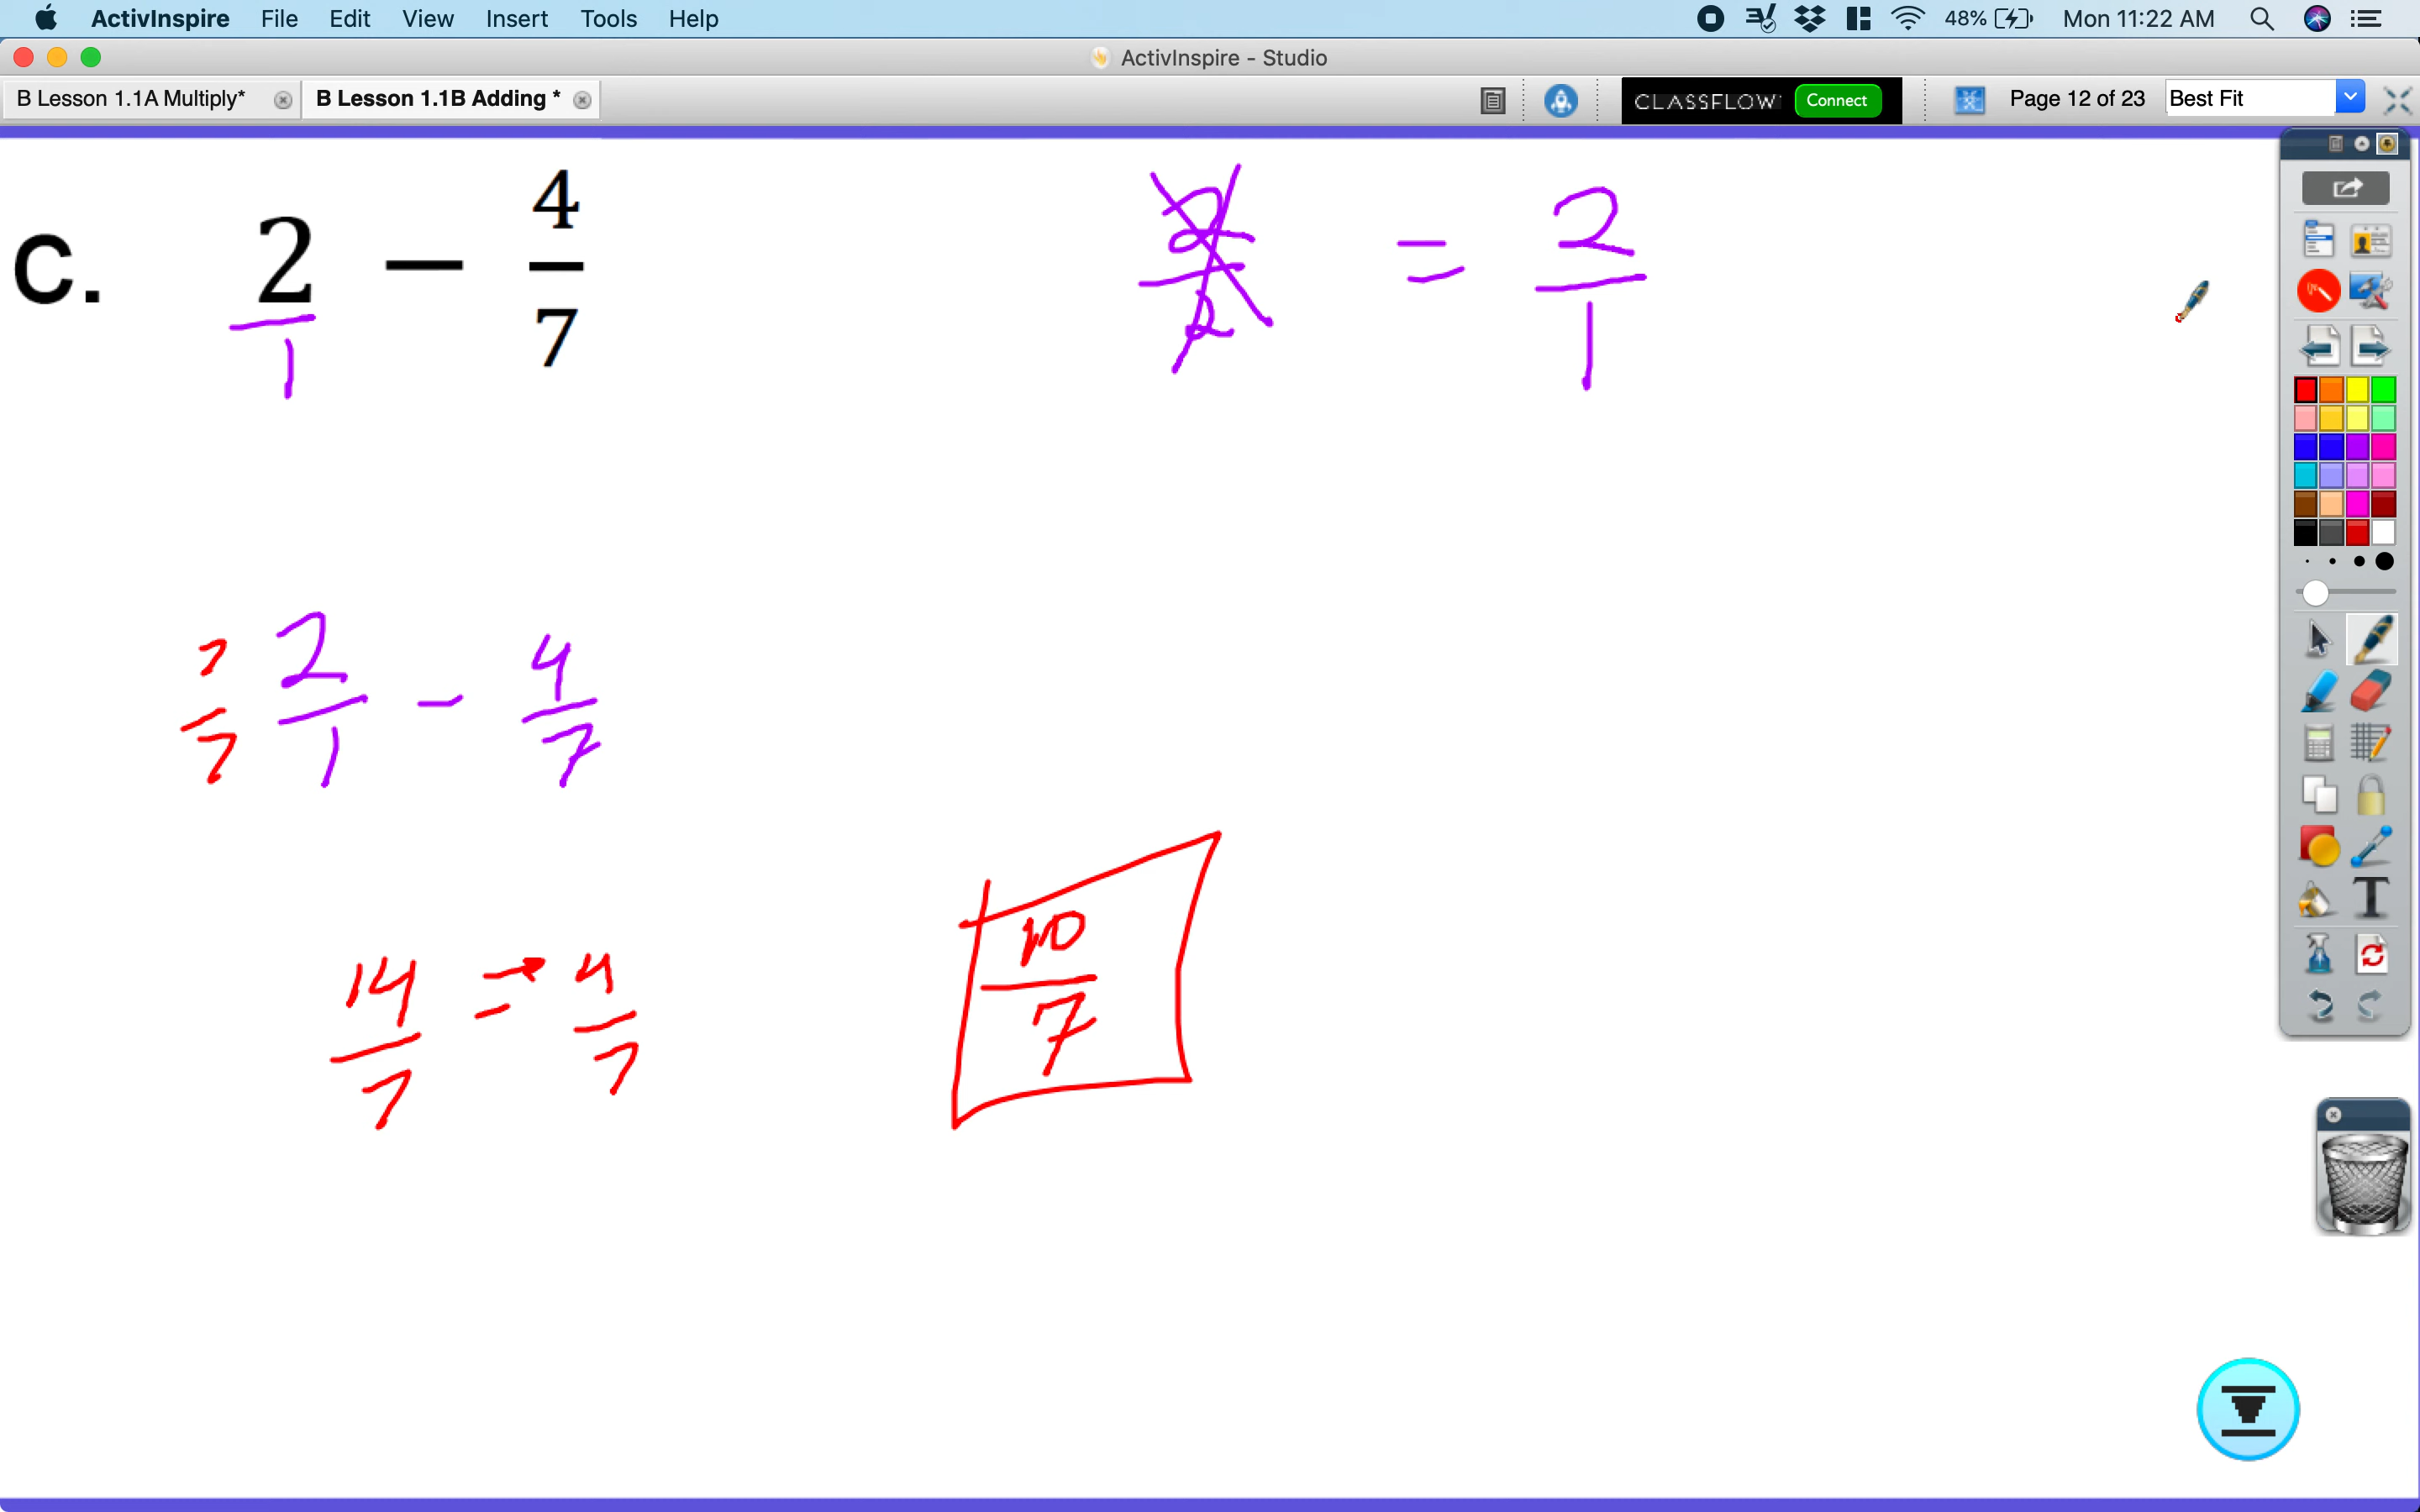 ActivInspire File Edit View Insert Tools Help 48% Mon 11:22 AM
ActivInspire - Studio
B Lesson 1.1A Multiply* B Lesson 1.1B Adding * CLASSFLOW Connect Page 12 of 23 Best Fit
c. 2/1 − 4/7
2/2 = 2/1
7/7 2/1 - 4/7
14/7 - 4/7
10/7
T